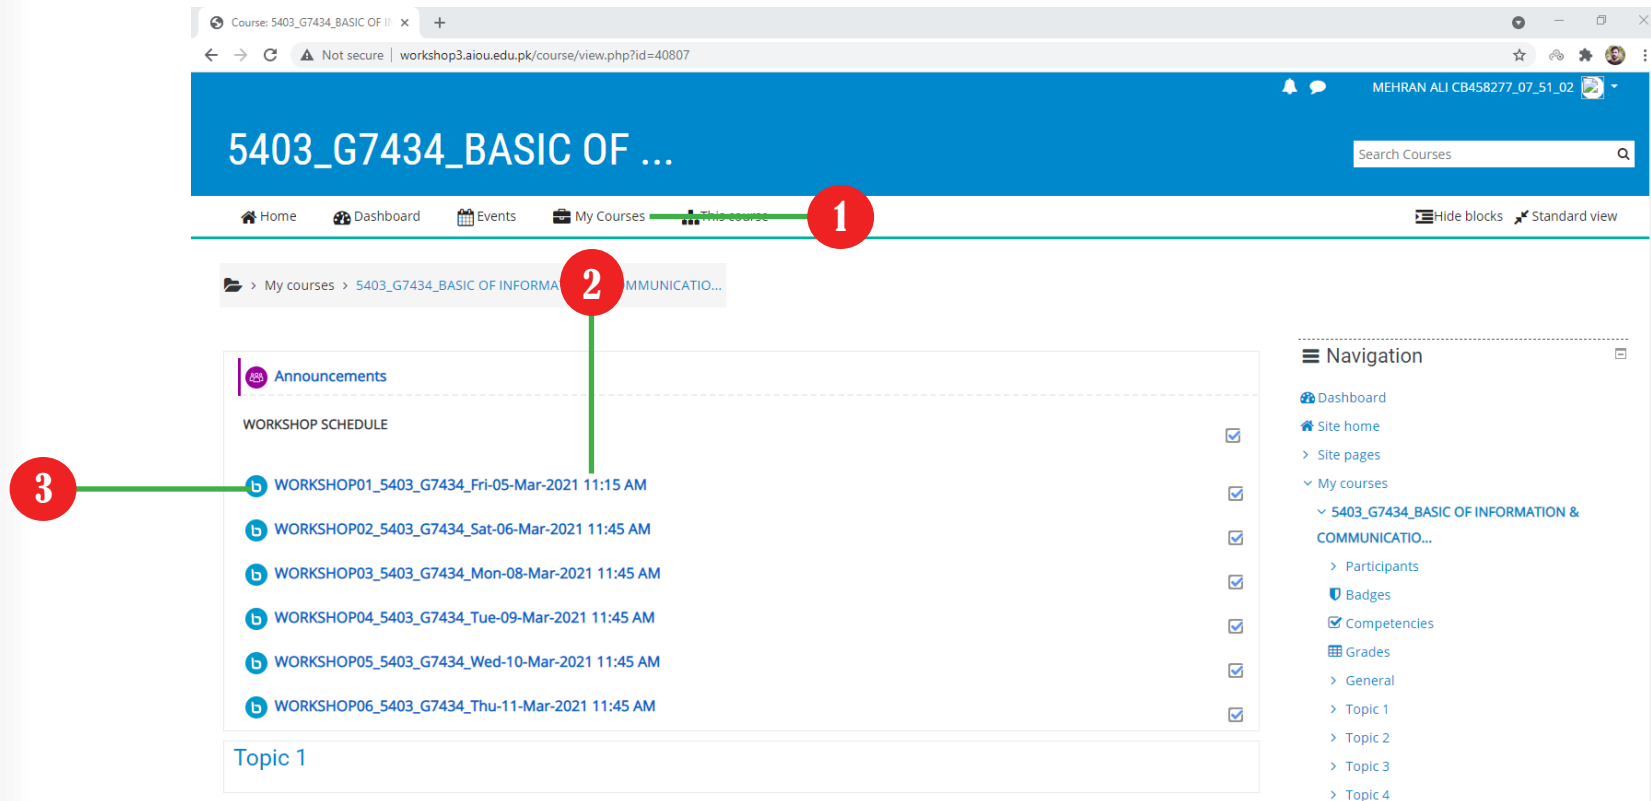 Course: 5403_G7434_BASIC OF IN
Not secure | workshop3.aiou.edu.pk/course/view.php?id=40807
MEHRAN ALI CB458277_07_51_02
5403_G7434_BASIC OF ...
Search Courses
Home Dashboard Events My Courses This course 1 Hide blocks Standard view
2
My courses > 5403_G7434_BASIC OF INFORMA MMUNICATIO...
Announcements
WORKSHOP SCHEDULE
3
WORKSHOP01_5403_G7434_Fri-05-Mar-2021 11:15 AM
WORKSHOP02_5403_G7434_Sat-06-Mar-2021 11:45 AM
WORKSHOP03_5403_G7434_Mon-08-Mar-2021 11:45 AM
WORKSHOP04_5403_G7434_Tue-09-Mar-2021 11:45 AM
WORKSHOP05_5403_G7434_Wed-10-Mar-2021 11:45 AM
WORKSHOP06_5403_G7434_Thu-11-Mar-2021 11:45 AM
Topic 1
Navigation
Dashboard
Site home
Site pages
My courses
5403_G7434_BASIC OF INFORMATION &
COMMUNICATIO...
Participants
Badges
Competencies
Grades
General
Topic 1
Topic 2
Topic 3
Topic 4